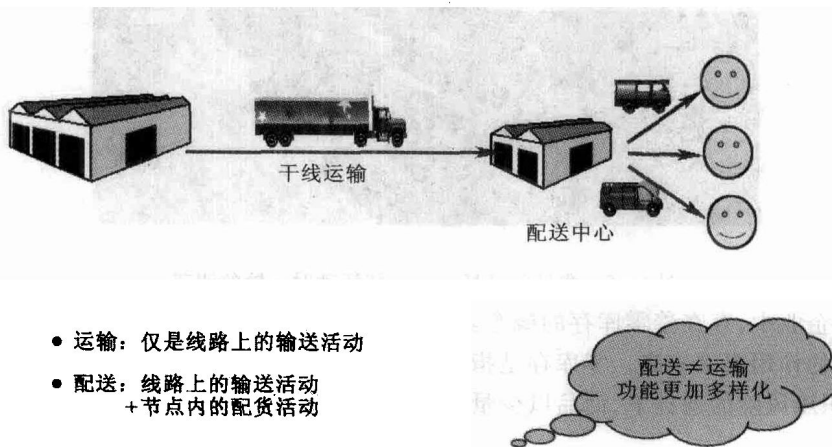 干线运输
配送中心
● 运输：仅是线路上的输送活动
● 配送：线路上的输送活动
+节点内的配货活动
配送≠运输
功能更加多样化